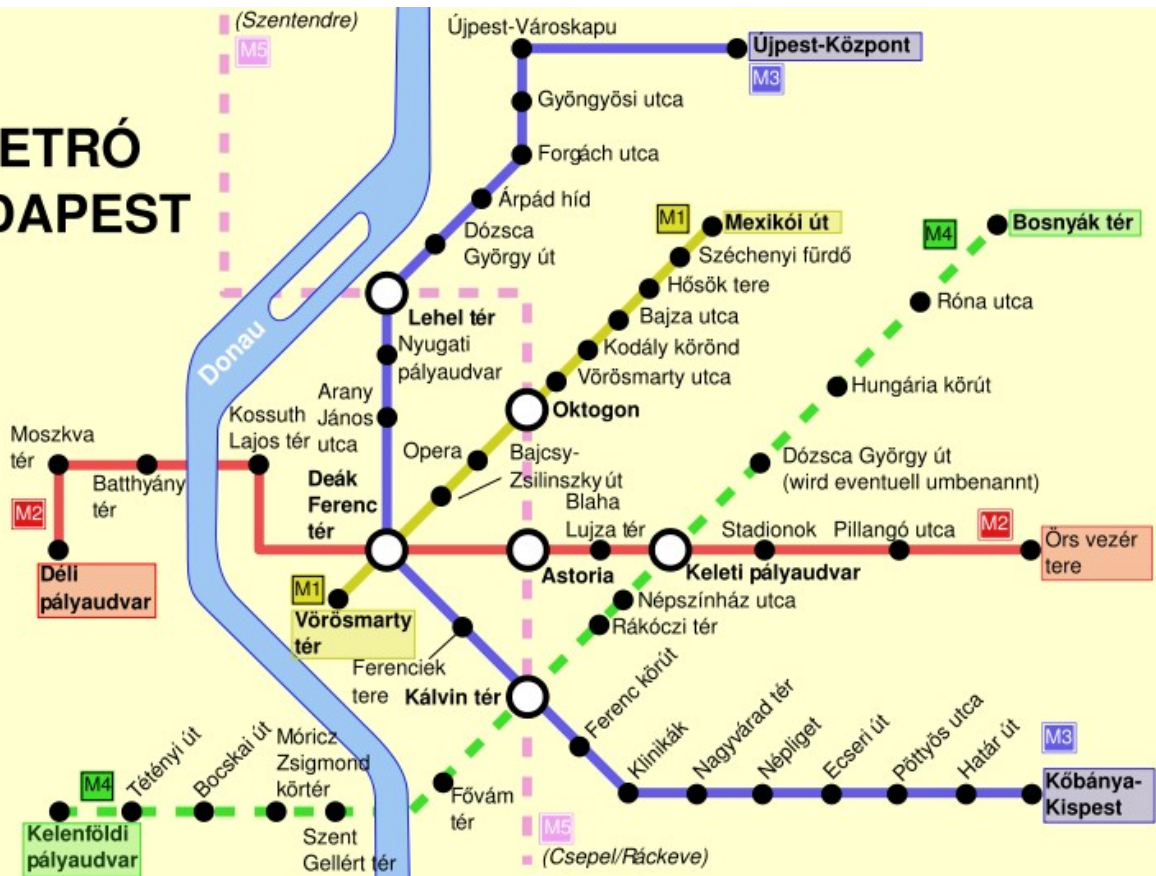 (Szentendre)
M5
Újpest-Városkapu
Újpest-Központ
M3
Gyöngyösi utca
ETRÓ
DAPEST
Forgách utca
Árpád híd
Dózsca
György út
M1
Mexikói út
M4
Bosnyák tér
Széchenyi fürdő
Hősök tere
Róna utca
Lehel tér
Bajza utca
Donau
Nyugati
pályaudvar
Kodály körönd
Vörösmarty utca
Hungária körút
Arany
János
utca
Oktogon
Kossuth
Lajos tér
Moszkva
tér
Batthyány
tér
Opera
Bajcsy-
Zsilinszky út
Dózsca György út
(wird eventuell umbenannt)
Deák
Ferenc
tér
Blaha
Lujza tér
M2
Stadionok
Pillangó utca
M2
Örs vezér
tere
Déli
pályaudvar
Astoria
Keleti pályaudvar
M1
Vörösmarty
tér
Népszínház utca
Rákóczi tér
Ferenciek
tere
Kálvin tér
Ferenc körút
Klinikák
Nagyvárad tér
Népliget
Ecseri út
Pöttyös utca
Határ út
M3
Kőbánya-
Kispest
M4
Kelenföldi
pályaudvar
Tétényi út
Bocskai út
Móricz
Zsigmond
körtér
Szent
Gellért tér
Fővám
tér
M5
(Csepel/Ráckeve)